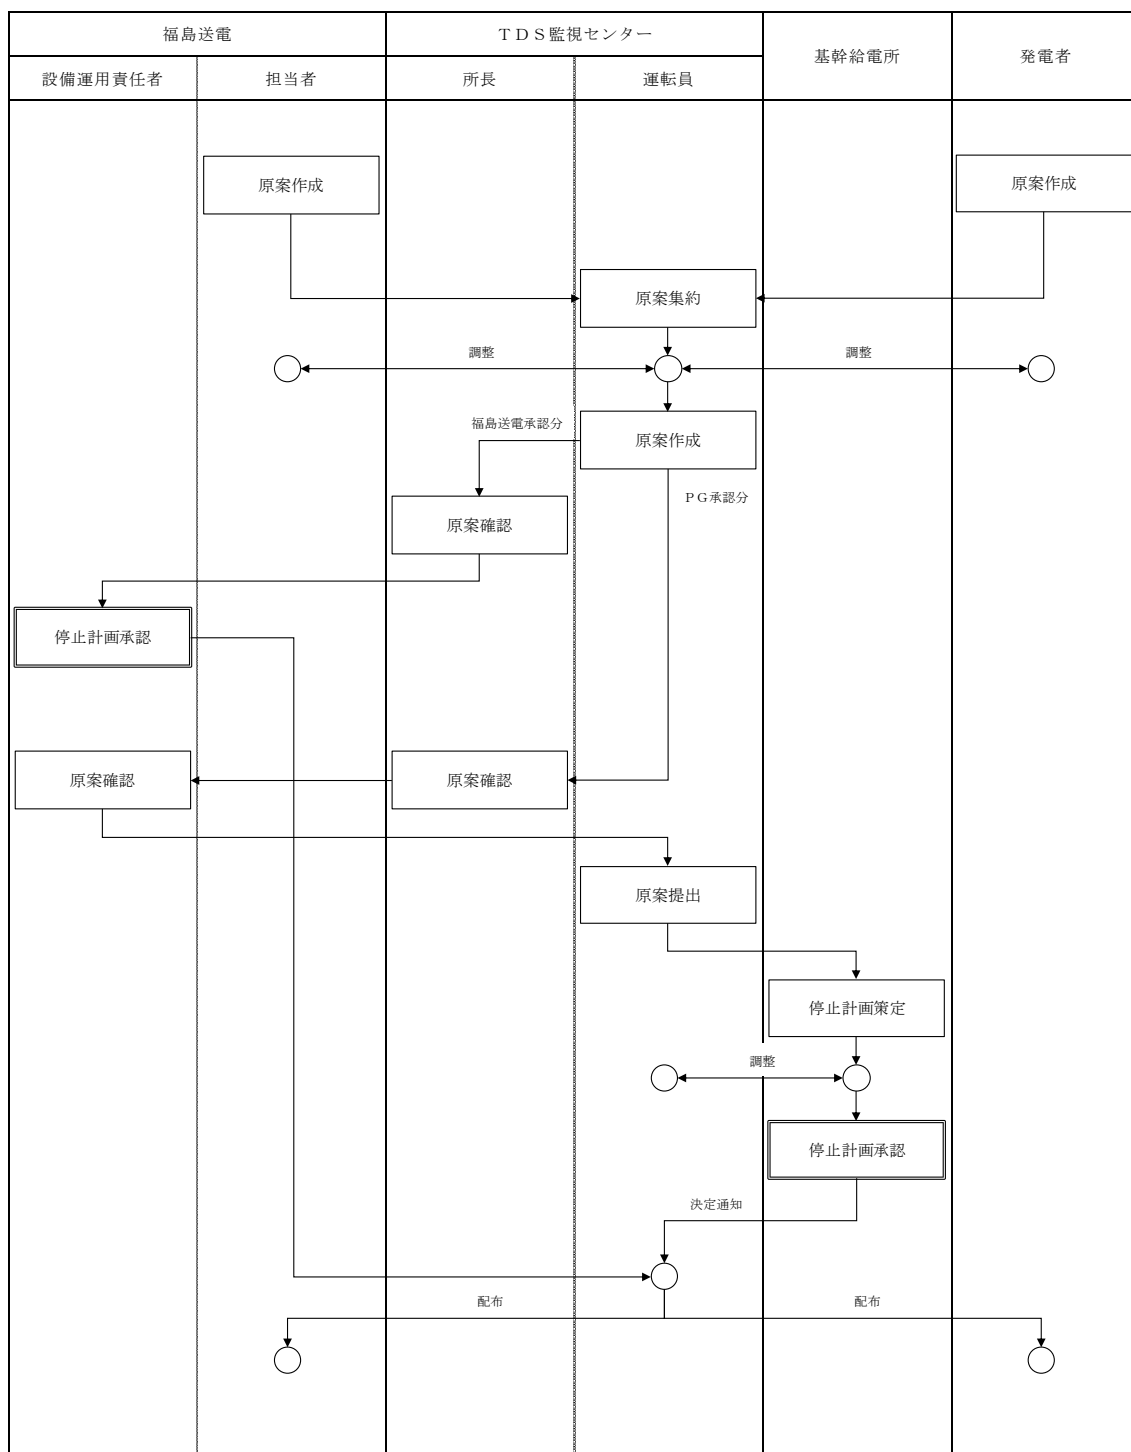 福島送電
ＴＤＳ監視センター
基幹給電所
発電者
設備運用責任者
担当者
所長
運転員
原案作成
原案作成
原案集約
調整
調整
福島送電承認分
原案作成
ＰＧ承認分
原案確認
停止計画承認
原案確認
原案確認
原案提出
停止計画策定
調整
停止計画承認
決定通知
配布
配布